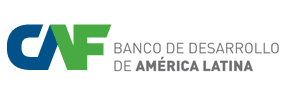 CAF
BANCO DE DESARROLLO
DE AMÉRICA LATINA